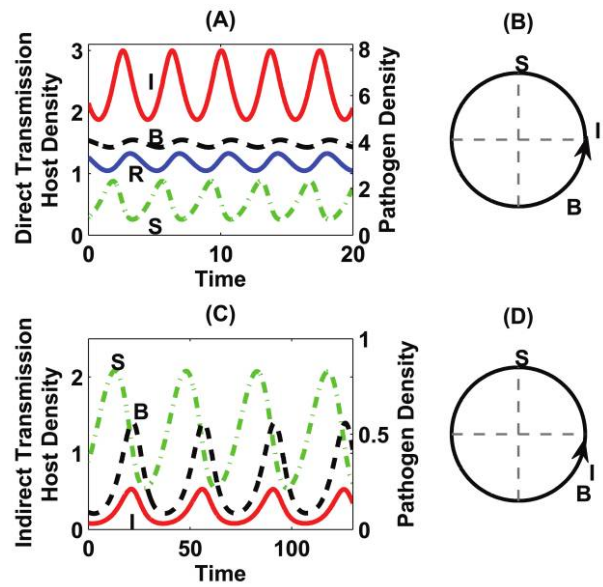 (A)
Direct Transmission
Host Density
3
2
1
0
I
B
R
S
8
6
4
2
0
Pathogen Density
0
10
20
Time
(B)
S
I
B
(C)
Indirect Transmission
Host Density
2
1
0
S
B
I
1
0.5
0
Pathogen Density
0
50
100
Time
(D)
S
I
B